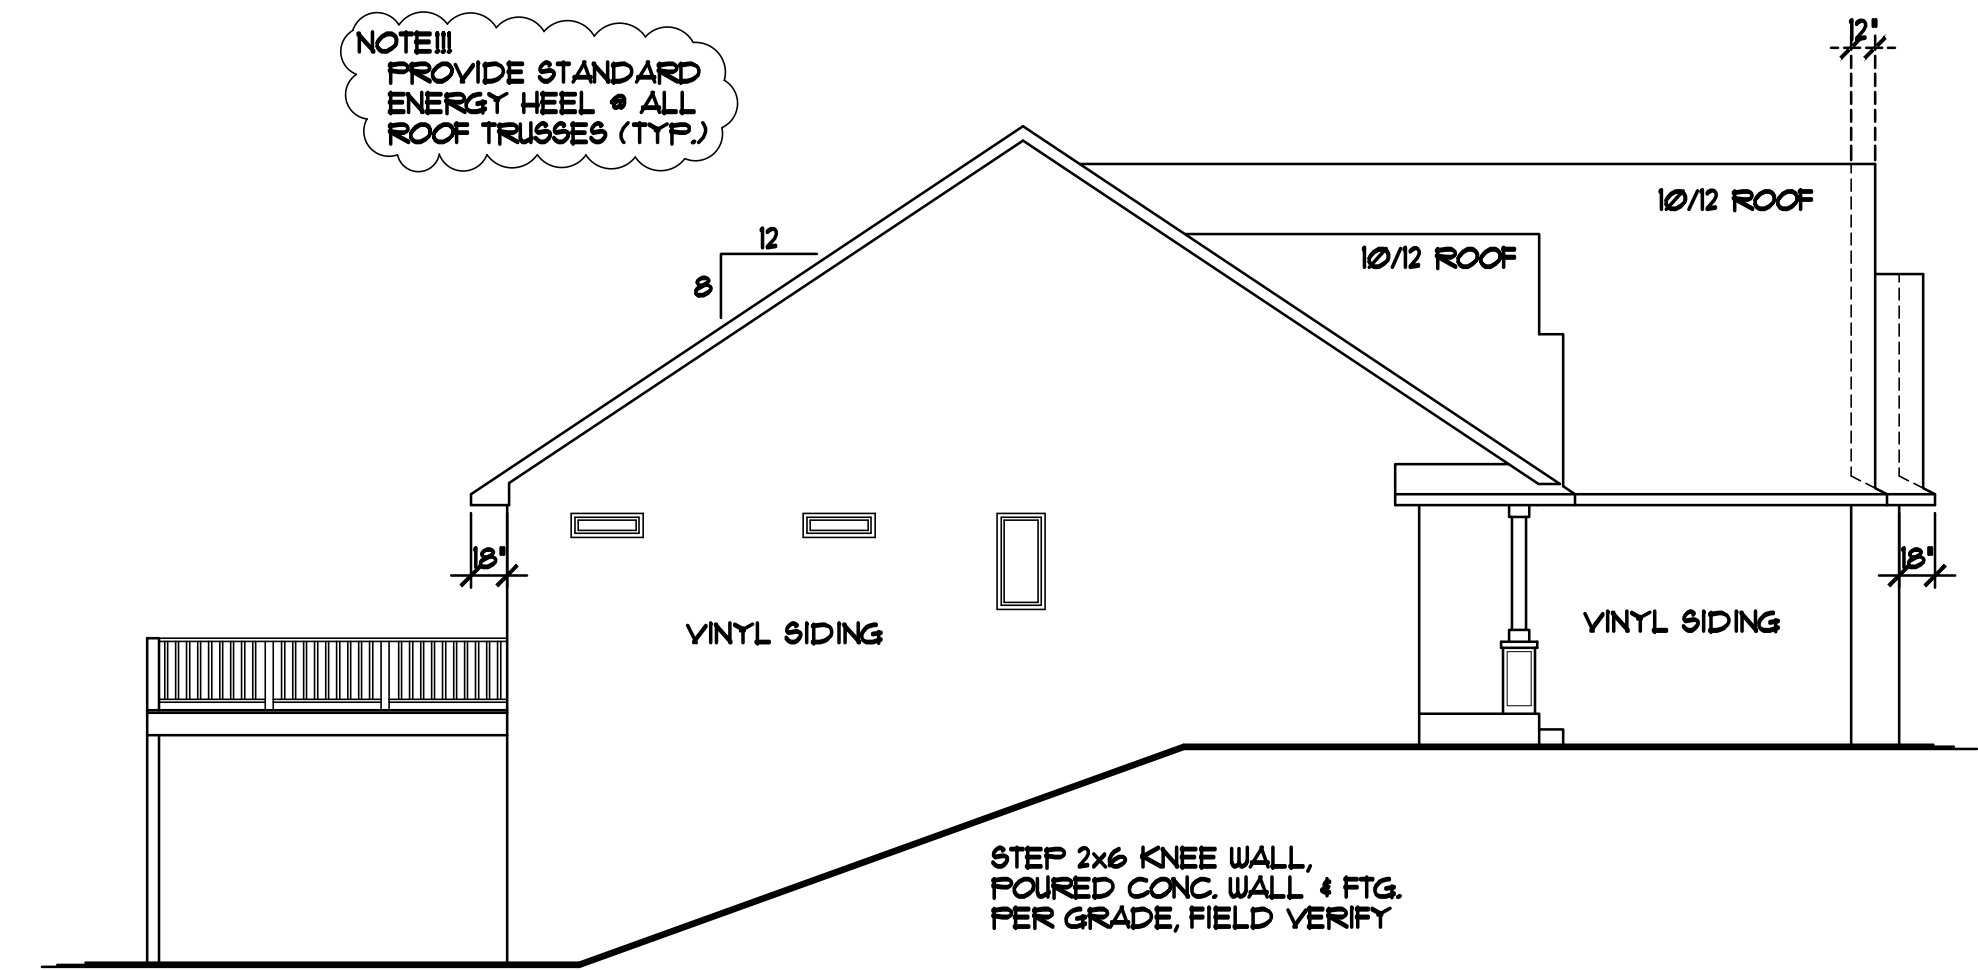 NOTE!!!
PROVIDE STANDARD
ENERGY HEEL @ ALL
ROOF TRUSSES (TYP.)
12"
10/12 ROOF
12
8
10/12 ROOF
18"
18"
VINYL SIDING
VINYL SIDING
STEP 2x6 KNEE WALL,
POURED CONC. WALL & FTG.
PER GRADE, FIELD VERIFY